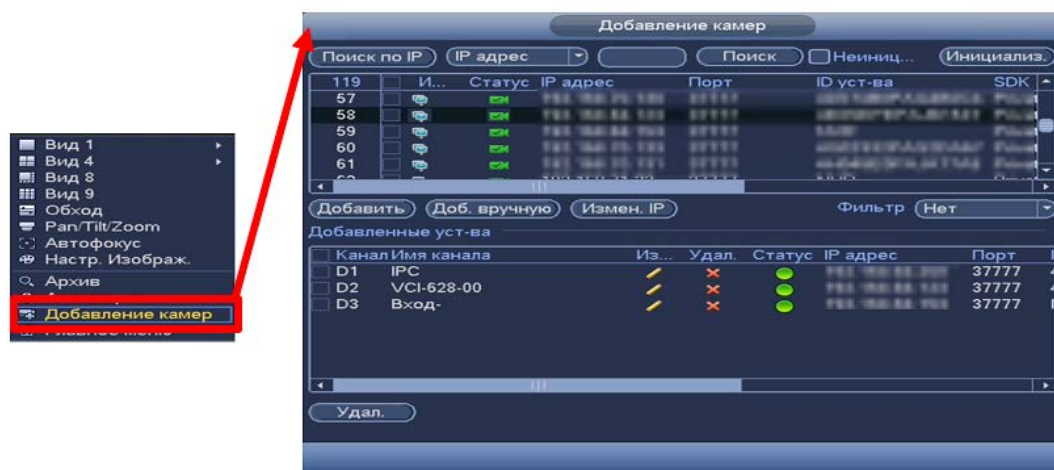 Вид 1
Вид 4
Вид 8
Вид 9
Обход
Pan/Tilt/Zoom
Автофокус
Настр. Изображ.
Архив
Добавление камер
Добавление камер
Поиск по IP IP адрес Поиск Неиниц... Инициализ.
119 И... Статус IP адрес Порт ID уст-ва SDK
57
58
59
60
61
Добавить Доб. вручную Измен. IP Фильтр Нет
Добавленные уст-ва
Канал Имя канала Из... Удал. Статус IP адрес Порт
D1 IPC 37777
D2 VCI-628-00 37777
D3 Вход- 37777
Удал.